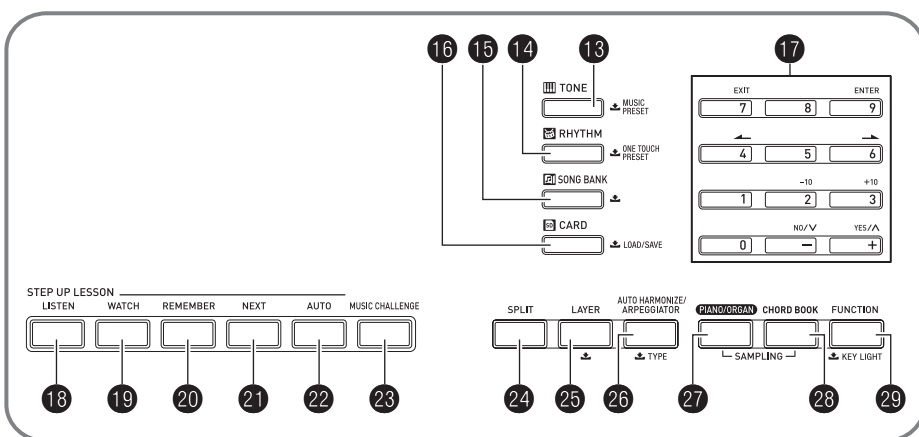 16 15 14 13 17
TONE
MUSIC PRESET
RHYTHM
ONE TOUCH PRESET
SONG BANK
CARD
LOAD/SAVE
EXIT ENTER
7 8 9
4 5 6
-10 +10
1 2 3
NO/∨ YES/∧
0 − +
STEP UP LESSON
LISTEN WATCH REMEMBER NEXT AUTO MUSIC CHALLENGE
18 19 20 21 22 23
SPLIT LAYER AUTO HARMONIZE/ ARPEGGIATOR PIANO/ORGAN CHORD BOOK FUNCTION
TYPE SAMPLING KEY LIGHT
24 25 26 27 28 29